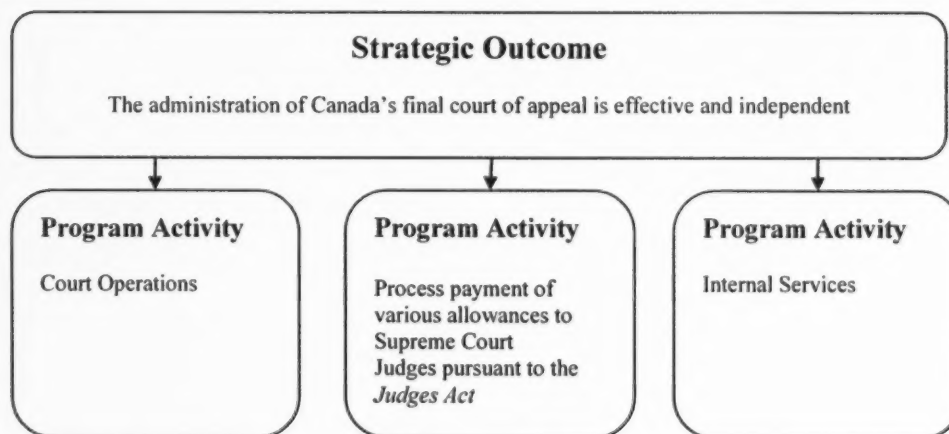 Strategic Outcome
The administration of Canada's final court of appeal is effective and independent
Program Activity
Court Operations
Program Activity
Process payment of
various allowances to
Supreme Court
Judges pursuant to the
Judges Act
Program Activity
Internal Services